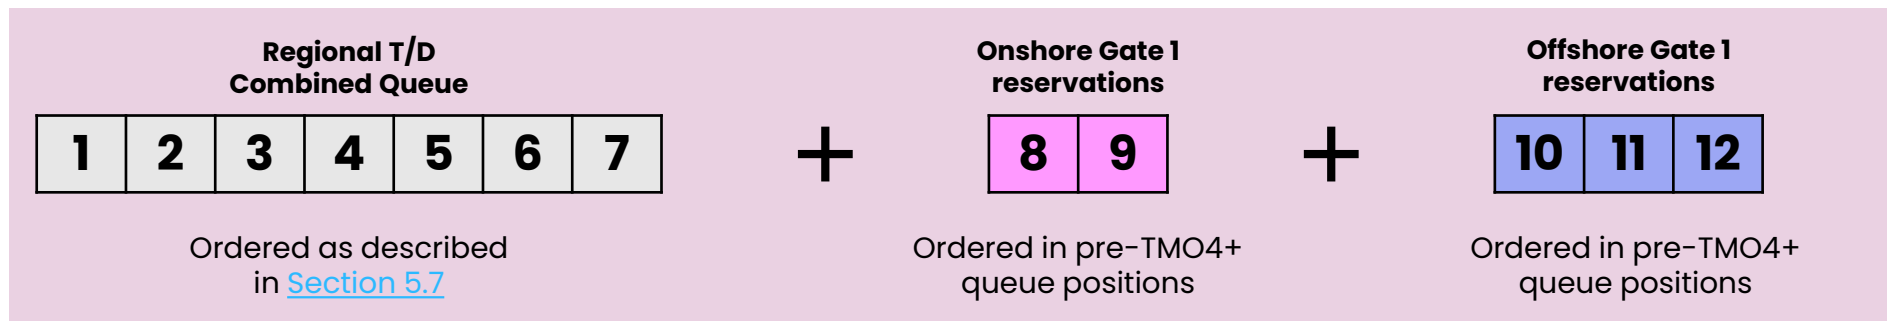 Regional T/D
Combined Queue
1 2 3 4 5 6 7
Ordered as described
in Section 5.7
+
Onshore Gate 1
reservations
8 9
Ordered in pre-TMO4+
queue positions
+
Offshore Gate 1
reservations
10 11 12
Ordered in pre-TMO4+
queue positions